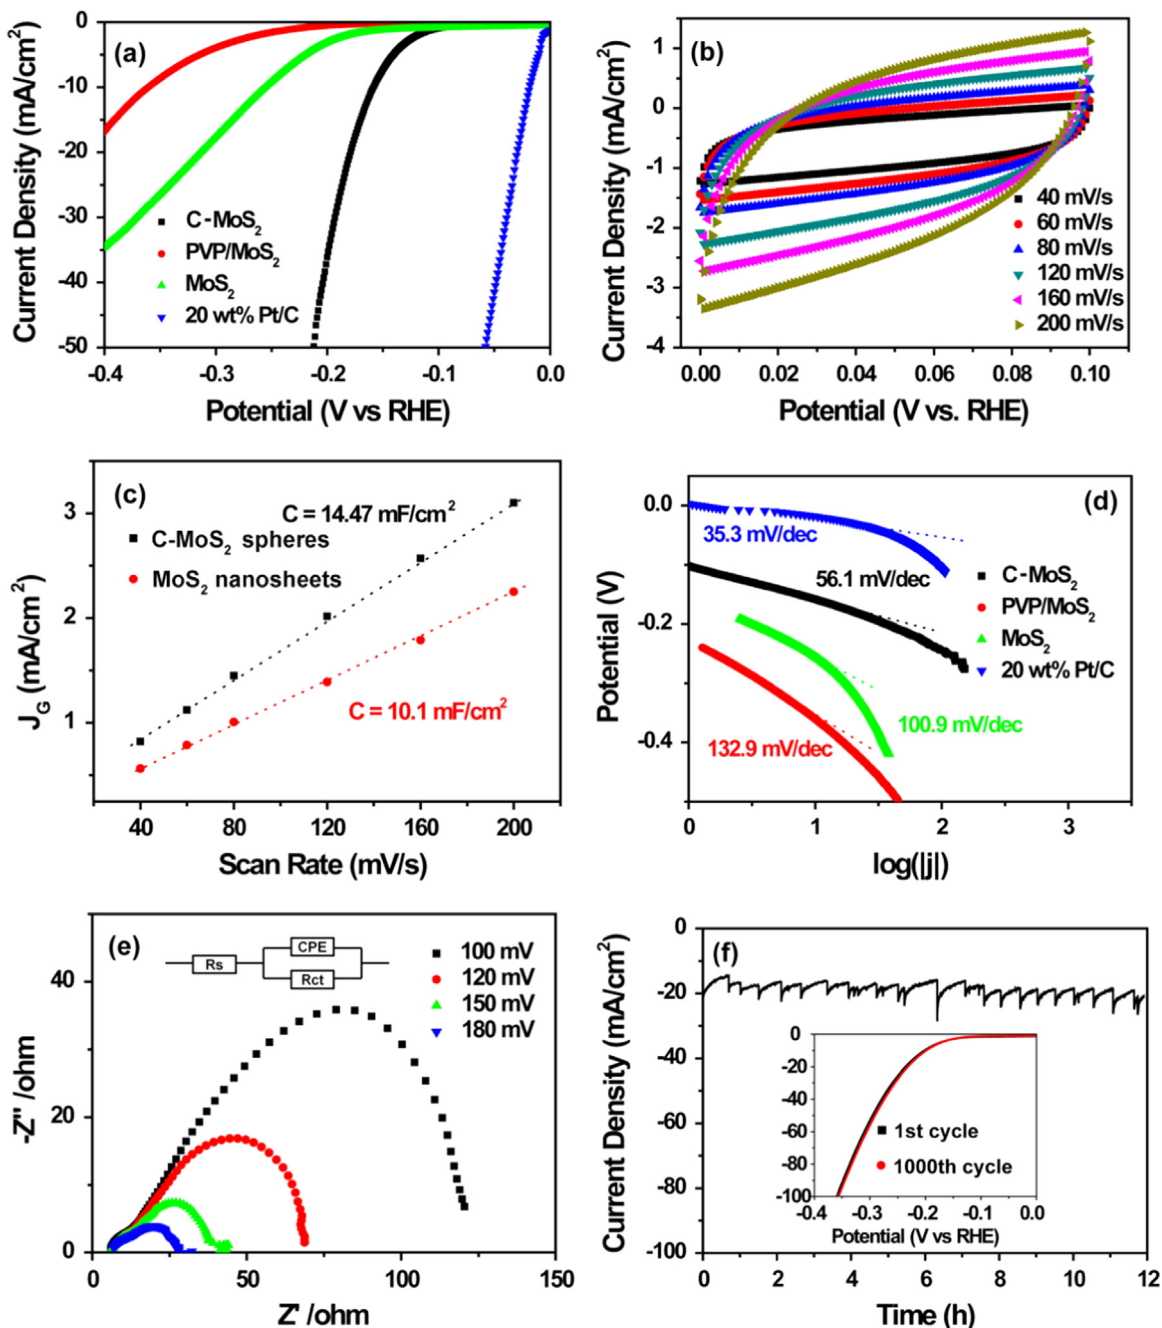 (a)
Current Density (mA/cm²)
0
-10
-20
-30
-40
-50
C-MoS₂
PVP/MoS₂
MoS₂
20 wt% Pt/C
-0.4 -0.3 -0.2 -0.1 0.0
Potential (V vs RHE)
(b)
Current Density (mA/cm²)
1
0
-1
-2
-3
-4
40 mV/s
60 mV/s
80 mV/s
120 mV/s
160 mV/s
200 mV/s
0.00 0.02 0.04 0.06 0.08 0.10
Potential (V vs. RHE)
(c)
J_G (mA/cm²)
3
2
1
C = 14.47 mF/cm²
C-MoS₂ spheres
MoS₂ nanosheets
C = 10.1 mF/cm²
40 80 120 160 200
Scan Rate (mV/s)
(d)
Potential (V)
0.0
-0.2
-0.4
35.3 mV/dec
56.1 mV/dec
C-MoS₂
PVP/MoS₂
MoS₂
20 wt% Pt/C
100.9 mV/dec
132.9 mV/dec
0 1 2 3
log(|j|)
(e)
-Z'' /ohm
40
20
0
Rs
CPE
Rct
100 mV
120 mV
150 mV
180 mV
0 50 100 150
Z' /ohm
(f)
Current Density (mA/cm²)
0
-20
-40
-60
-80
-100
0
-20
-40
-60
-80
-100
1st cycle
1000th cycle
-0.4 -0.3 -0.2 -0.1 0.0
Potential (V vs RHE)
0 2 4 6 8 10 12
Time (h)